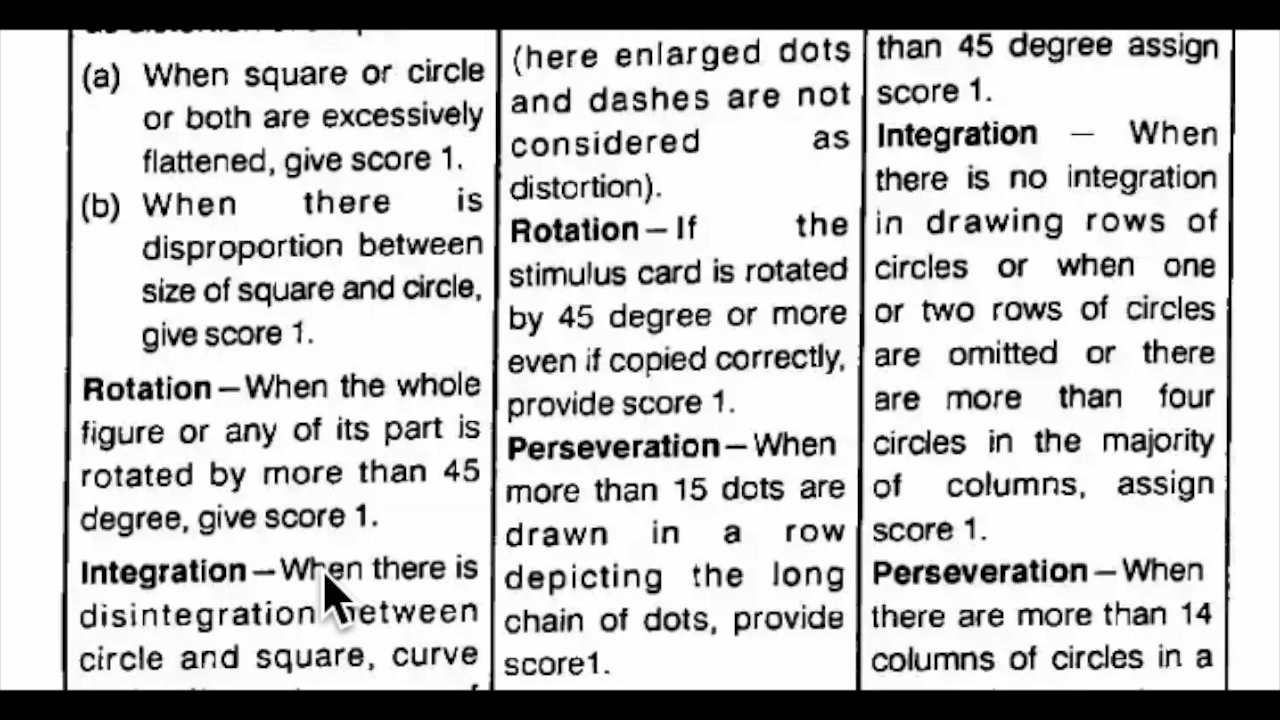 (a) When square or circle
or both are excessively
flattened, give score 1.
(b) When there is
disproportion between
size of square and circle,
give score 1.
Rotation – When the whole
figure or any of its part is
rotated by more than 45
degree, give score 1.
Integration – When there is
disintegration between
circle and square, curve
(here enlarged dots
and dashes are not
considered as
distortion).
Rotation – If the
stimulus card is rotated
by 45 degree or more
even if copied correctly,
provide score 1.
Perseveration – When
more than 15 dots are
drawn in a row
depicting the long
chain of dots, provide
score1.
than 45 degree assign
score 1.
Integration – When
there is no integration
in drawing rows of
circles or when one
or two rows of circles
are omitted or there
are more than four
circles in the majority
of columns, assign
score 1.
Perseveration – When
there are more than 14
columns of circles in a